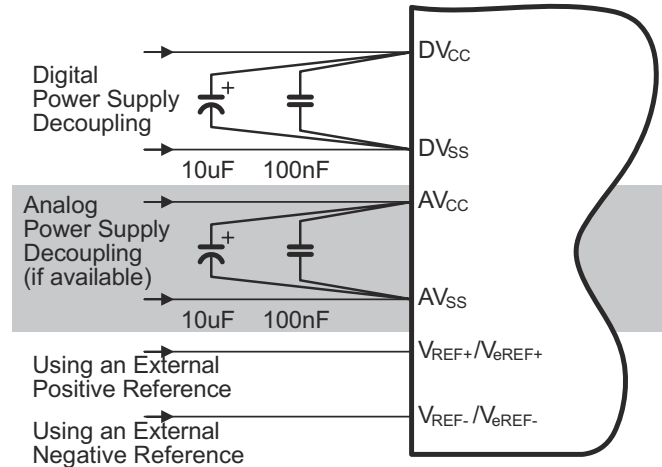 DVCC
Digital
Power Supply
Decoupling
+
DVSS
10uF 100nF
Analog
Power Supply
Decoupling
(if available)
AVCC
+
AVSS
10uF 100nF
Using an External
Positive Reference
VREF+/VeREF+
Using an External
Negative Reference
VREF-/VeREF-